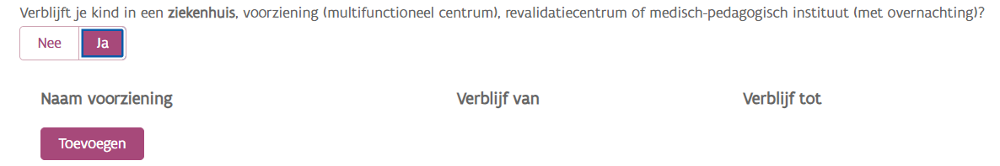 Verblijft je kind in een ziekenhuis, voorziening (multifunctioneel centrum), revalidatiecentrum of medisch-pedagogisch instituut (met overnachting)?
Nee Ja
Naam voorziening Verblijf van Verblijf tot
Toevoegen